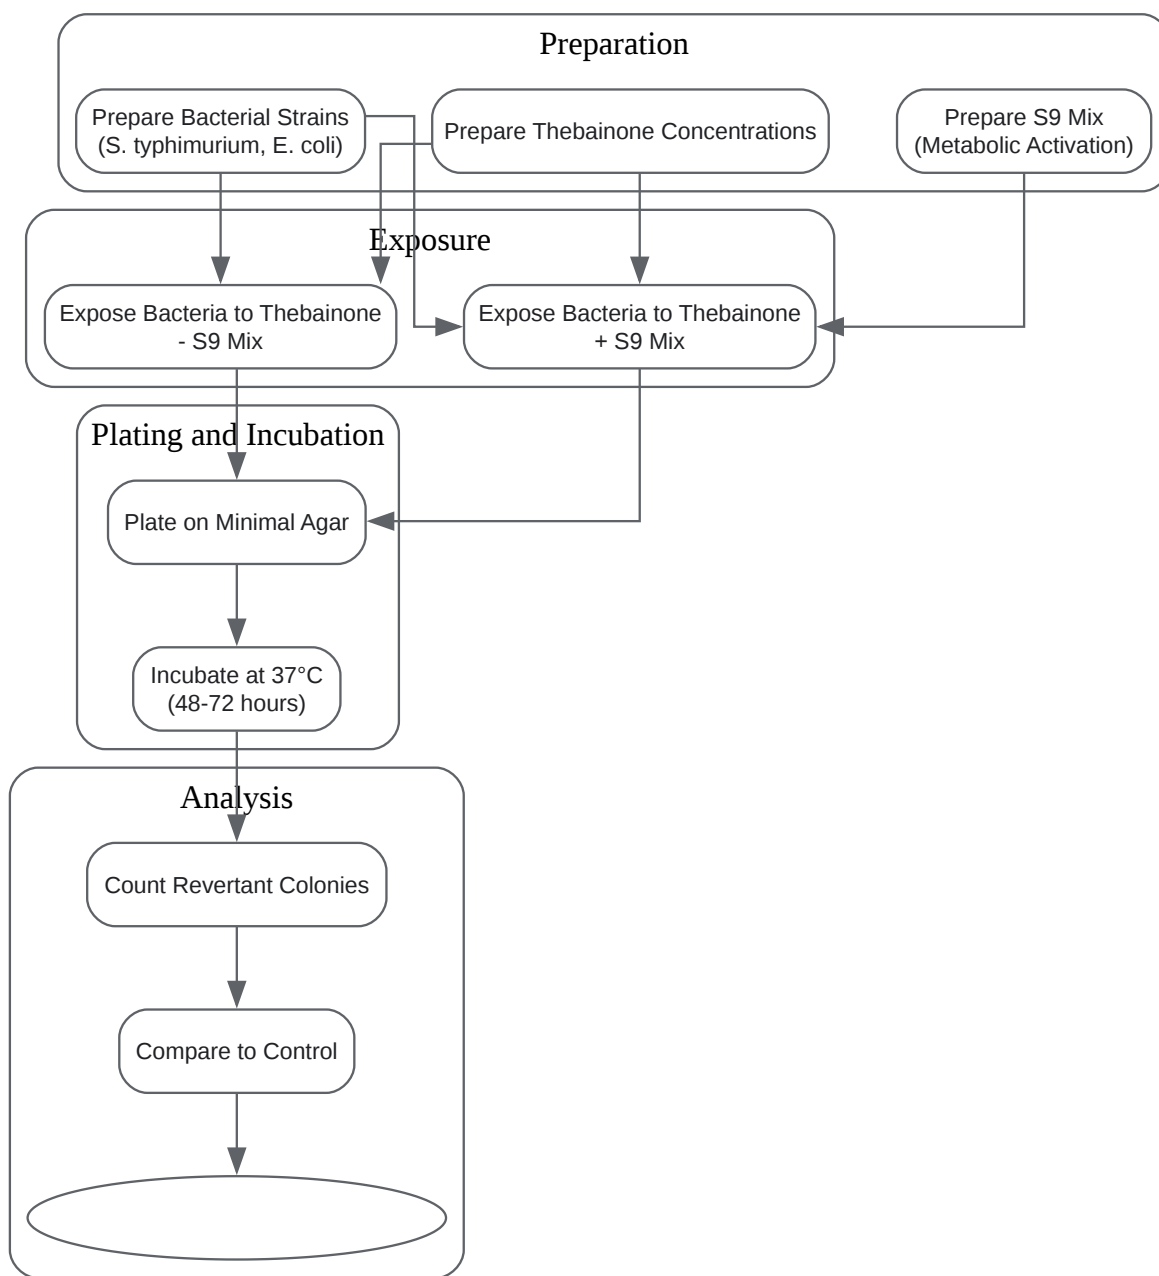 Preparation
Prepare Bacterial Strains
(S. typhimurium, E. coli)
Prepare Thebainone Concentrations
Prepare S9 Mix
(Metabolic Activation)
Exposure
Expose Bacteria to Thebainone
- S9 Mix
Expose Bacteria to Thebainone
+ S9 Mix
Plating and Incubation
Plate on Minimal Agar
Incubate at 37°C
(48-72 hours)
Analysis
Count Revertant Colonies
Compare to Control